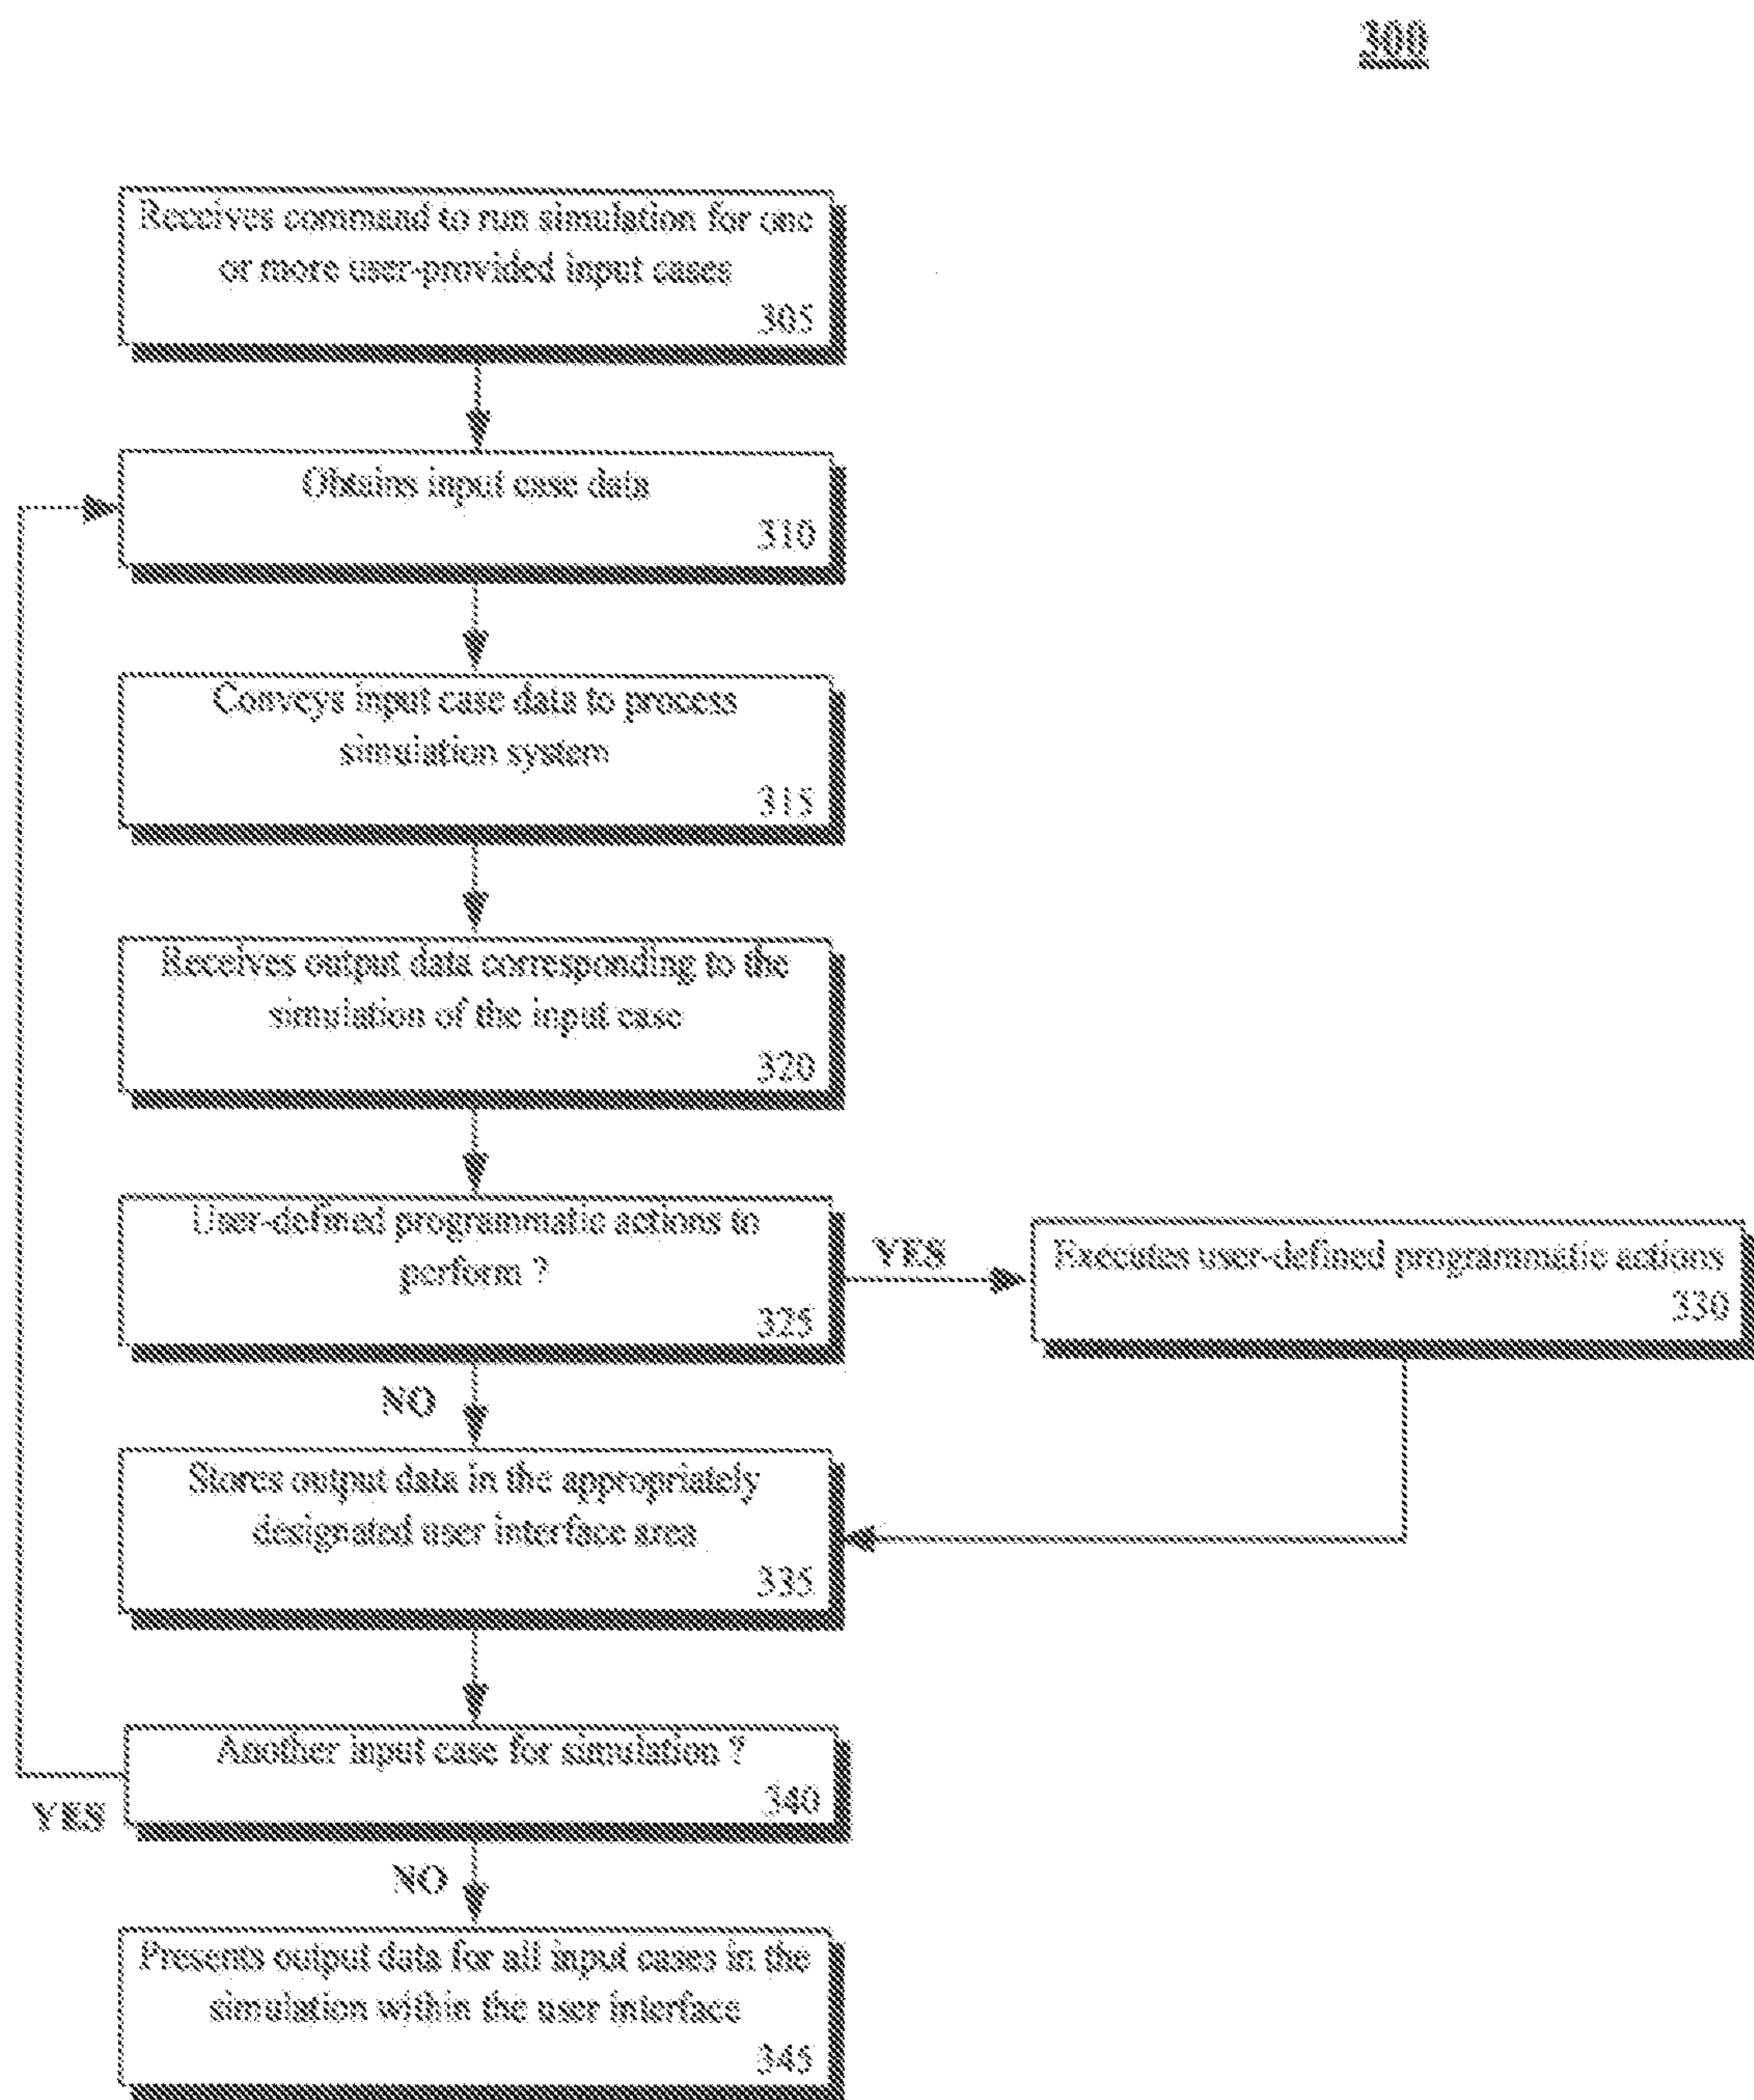 300
Receives command to run simulation for one
or more user-provided input cases
305
Obtains input case data
310
Conveys input case data to process
simulation system
315
Receives output data corresponding to the
simulation of the input case
320
User-defined programmatic actions to
perform ?
325
YES
Executes user-defined programmatic actions
330
NO
Stores output data in the appropriately
designated user interface area
335
Another input case for simulation ?
340
YES
NO
Presents output data for all input cases in the
simulation within the user interface
345